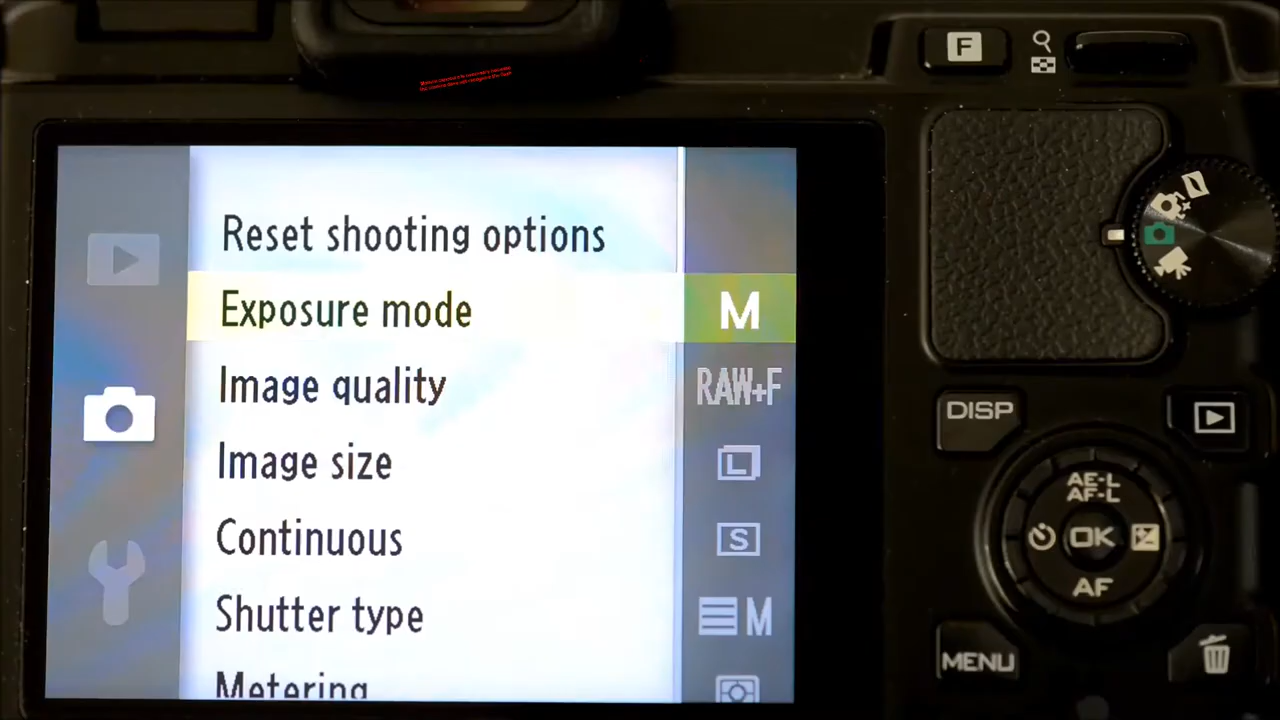 F
Reset shooting options
Exposure mode M
Image quality RAW+F
Image size L
Continuous S
Shutter type M
Metering
DISP
AE-L
AF-L
OK
AF
MENU